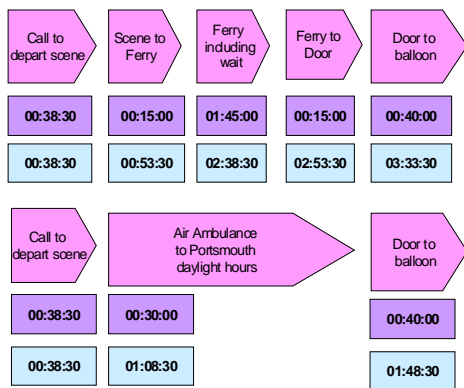 Call to
depart scene
Scene to
Ferry
Ferry
including
wait
Ferry to
Door
Door to
balloon
00:38:30
00:15:00
01:45:00
00:15:00
00:40:00
00:38:30
00:53:30
02:38:30
02:53:30
03:33:30
Call to
depart scene
Air Ambulance
to Portsmouth
daylight hours
Door to
balloon
00:38:30
00:30:00
00:40:00
00:38:30
01:08:30
01:48:30